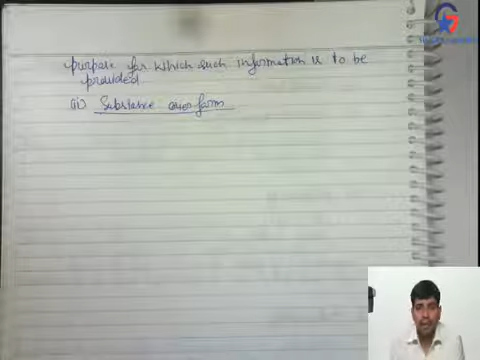 purpose for which such information is to be
provided
(ii) Substance over form